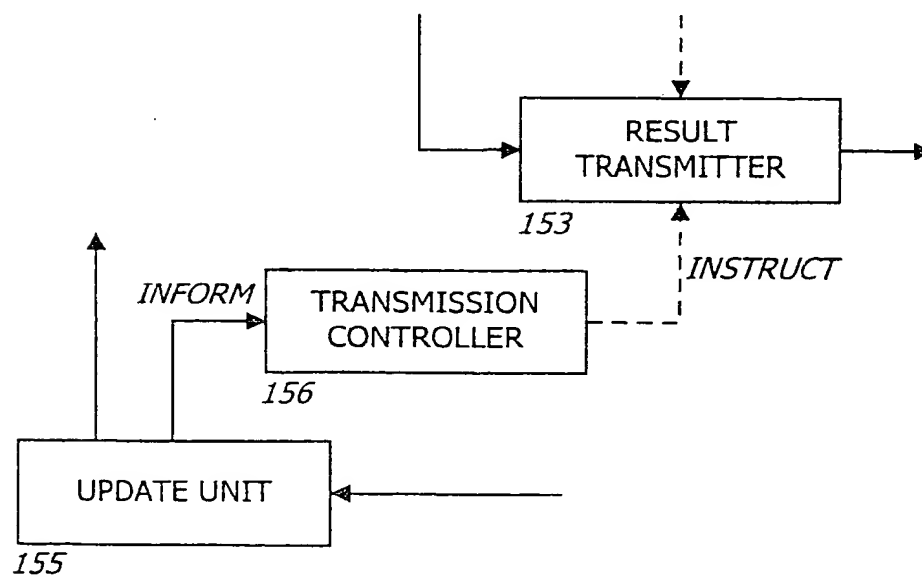 RESULT
TRANSMITTER
153
INSTRUCT
INFORM
TRANSMISSION
CONTROLLER
156
UPDATE UNIT
155